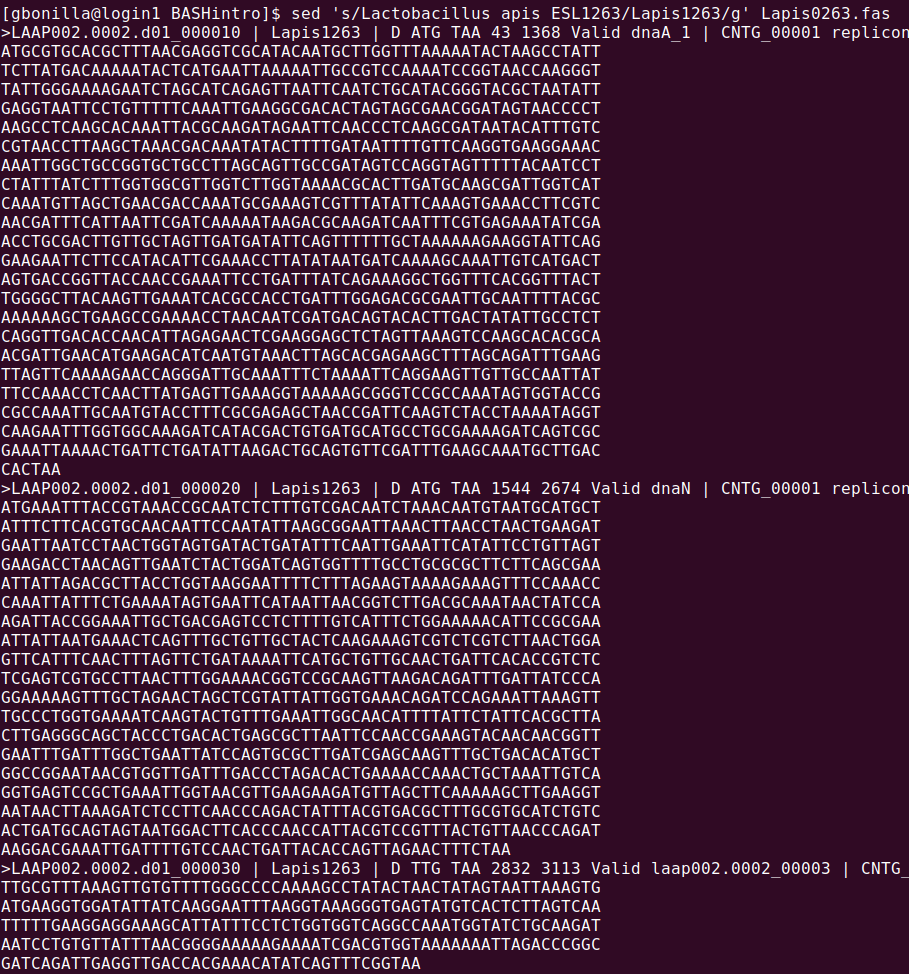 [gbonilla@login1 BASHintro]$ sed 's/Lactobacillus apis ESL1263/Lapis1263/g' Lapis0263.fas
>LAAP002.0002.d01_000010 | Lapis1263 | D ATG TAA 43 1368 Valid dnaA_1 | CNTG_00001 replicon
ATGCGTGCACGCTTTAACGAGGTCGCATACAATGCTTGGTTTAAAAATACTAAGCCTATT
TCTTATGACAAAAATACTCATGAATTAAAAATTGCCGTCCAAAATCCGGTAACCAAGGGT
TATTGGGAAAAGAATCTAGCATCAGAGTTAATTCAATCTGCATACGGGTACGCTAATATT
GAGGTAATTCCTGTTTTTCAAATTGAAGGCGACACTAGTAGCGAACGGATAGTAACCCCT
AAGCCTCAAGCACAAATTACGCAAGATAGAATTCAACCCTCAAGCGATAATACATTTGTC
CGTAACCTTAAGCTAAACGACAAATATACTTTTGATAATTTTGTTCAAGGTGAAGGAAAC
AAATTGGCTGCCGGTGCTGCCTTAGCAGTTGCCGATAGTCCAGGTAGTTTTTACAATCCT
CTATTTATCTTTGGTGGCGTTGGTCTTGGTAAAACGCACTTGATGCAAGCGATTGGTCAT
CAAATGTTAGCTGAACGACCAAATGCGAAAGTCGTTTATATTCAAAGTGAAACCTTCGTC
AACGATTTCATTAATTCGATCAAAAATAAGACGCAAGATCAATTTCGTGAGAAATATCGA
ACCTGCGACTTGTTGCTAGTTGATGATATTCAGTTTTTTGCTAAAAAAGAAGGTATTCAG
GAAGAATTCTTCCATACATTCGAAACCTTATATAATGATCAAAAGCAAATTGTCATGACT
AGTGACCGGTTACCAACCGAAATTCCTGATTTATCAGAAAGGCTGGTTTCACGGTTTACT
TGGGGCTTACAAGTTGAAATCACGCCACCTGATTTGGAGACGCGAATTGCAATTTTACGC
AAAAAAGCTGAAGCCGAAAACCTAACAATCGATGACAGTACACTTGACTATATTGCCTCT
CAGGTTGACACCAACATTAGAGAACTCGAAGGAGCTCTAGTTAAAGTCCAAGCACACGCA
ACGATTGAACATGAAGACATCAATGTAAACTTAGCACGAGAAGCTTTAGCAGATTTGAAG
TTAGTTCAAAAGAACCAGGGATTGCAAATTTCTAAAATTCAGGAAGTTGTTGCCAATTAT
TTCCAAACCTCAACTTATGAGTTGAAAGGTAAAAAGCGGGTCCGCCAAATAGTGGTACCG
CGCCAAATTGCAATGTACCTTTCGCGAGAGCTAACCGATTCAAGTCTACCTAAAATAGGT
CAAGAATTTGGTGGCAAAGATCATACGACTGTGATGCATGCCTGCGAAAAGATCAGTCGC
GAAATTAAAACTGATTCTGATATTAAGACTGCAGTGTTCGATTTGAAGCAAATGCTTGAC
CACTAA
>LAAP002.0002.d01_000020 | Lapis1263 | D ATG TAA 1544 2674 Valid dnaN | CNTG_00001 replicon
ATGAAATTTACCGTAAACCGCAATCTCTTTGTCGACAATCTAAACAATGTAATGCATGCT
ATTTCTTCACGTGCAACAATTCCAATATTAAGCGGAATTAAACTTAACCTAACTGAAGAT
GAATTAATCCTAACTGGTAGTGATACTGATATTTCAATTGAAATTCATATTCCTGTTAGT
GAAGACCTAACAGTTGAATCTACTGGATCAGTGGTTTTGCCTGCGCGCTTCTTCAGCGAA
ATTATTAGACGCTTACCTGGTAAGGAATTTTCTTTAGAAGTAAAAGAAAGTTTCCAAACC
CAAATTATTTCTGAAAATAGTGAATTCATAATTAACGGTCTTGACGCAAATAACTATCCA
AGATTACCGGAAATTGCTGACGAGTCCTCTTTTGTCATTTCTGGAAAAACATTCCGCGAA
ATTATTAATGAAACTCAGTTTGCTGTTGCTACTCAAGAAAGTCGTCTCGTCTTAACTGGA
GTTCATTTCAACTTTAGTTCTGATAAAATTCATGCTGTTGCAACTGATTCACACCGTCTC
TCGAGTCGTGCCTTAACTTTGGAAAACGGTCCGCAAGTTAAGACAGATTTGATTATCCCA
GGAAAAAGTTTGCTAGAACTAGCTCGTATTATTGGTGAAACAGATCCAGAAATTAAAGTT
TGCCCTGGTGAAAATCAAGTACTGTTTGAAATTGGCAACATTTTATTCTATTCACGCTTA
CTTGAGGGCAGCTACCCTGACACTGAGCGCTTAATTCCAACCGAAAGTACAACAACGGTT
GAATTTGATTTGGCTGAATTATCCAGTGCGCTTGATCGAGCAAGTTTGCTGACACATGCT
GGCCGGAATAACGTGGTTGATTTGACCCTAGACACTGAAAACCAAACTGCTAAATTGTCA
GGTGAGTCCGCTGAAATTGGTAACGTTGAAGAAGATGTTAGCTTCAAAAAGCTTGAAGGT
AATAACTTAAAGATCTCCTTCAACCCAGACTATTTACGTGACGCTTTGCGTGCATCTGTC
ACTGATGCAGTAGTAATGGACTTCACCCAACCATTACGTCCGTTTACTGTTAACCCAGAT
AAGGACGAAATTGATTTTGTCCAACTGATTACACCAGTTAGAACTTTCTAA
>LAAP002.0002.d01_000030 | Lapis1263 | D TTG TAA 2832 3113 Valid laap002.0002_00003 | CNTG_
TTGCGTTTAAAGTTGTGTTTTGGGCCCCAAAAGCCTATACTAACTATAGTAATTAAAGTG
ATGAAGGTGGATATTATCAAGGAATTTAAGGTAAAGGGTGAGTATGTCACTCTTAGTCAA
TTTTTGAAGGAGGAAAGCATTATTTCCTCTGGTGGTCAGGCCAAATGGTATCTGCAAGAT
AATCCTGTGTTATTTAACGGGGAAAAAGAAAATCGACGTGGTAAAAAAATTAGACCCGGC
GATCAGATTGAGGTTGACCACGAAACATATCAGTTTCGGTAA